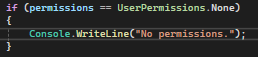 if (permissions == UserPermissions.None)
{
    Console.WriteLine("No permissions.");
}